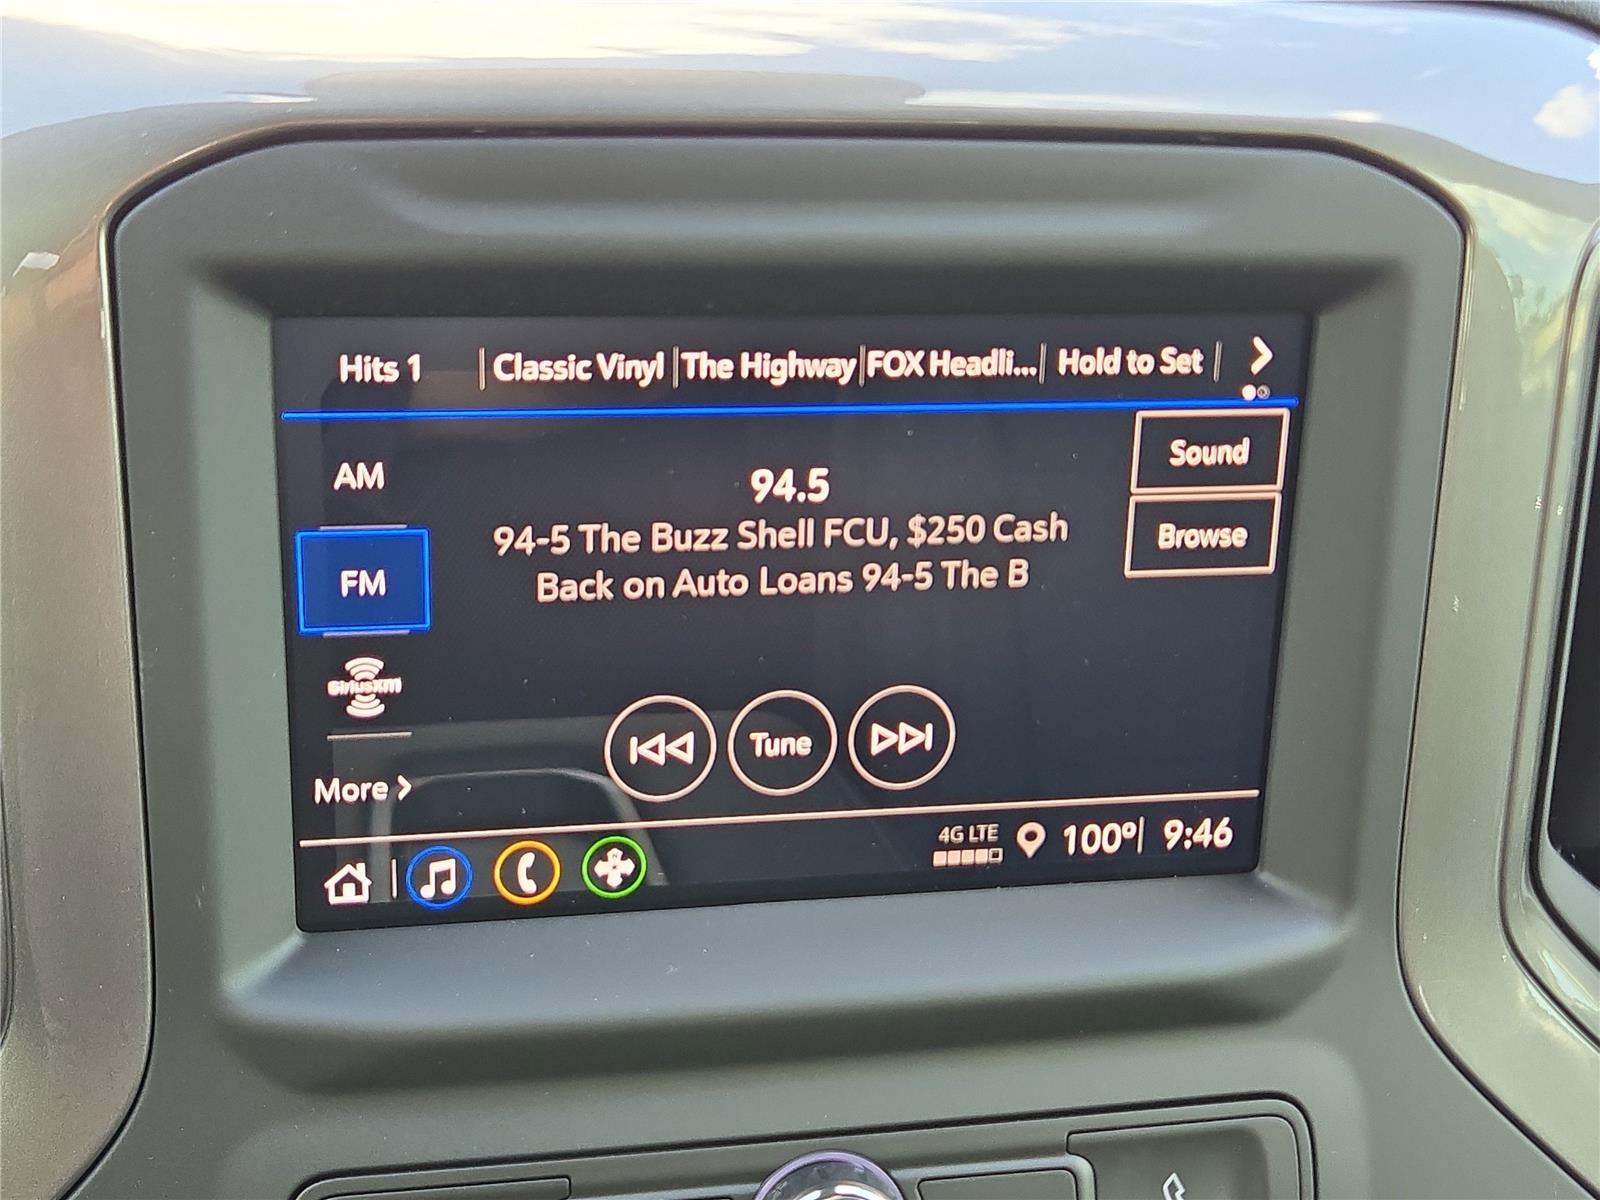 Hits 1 Classic Vinyl The Highway FOX Headli... Hold to Set
Sound
AM
94.5
94-5 The Buzz Shell FCU, $250 Cash
Browse
FM
Back on Auto Loans 94-5 The B
SiriusXM
Tune
More
4G LTE 100° 9:46